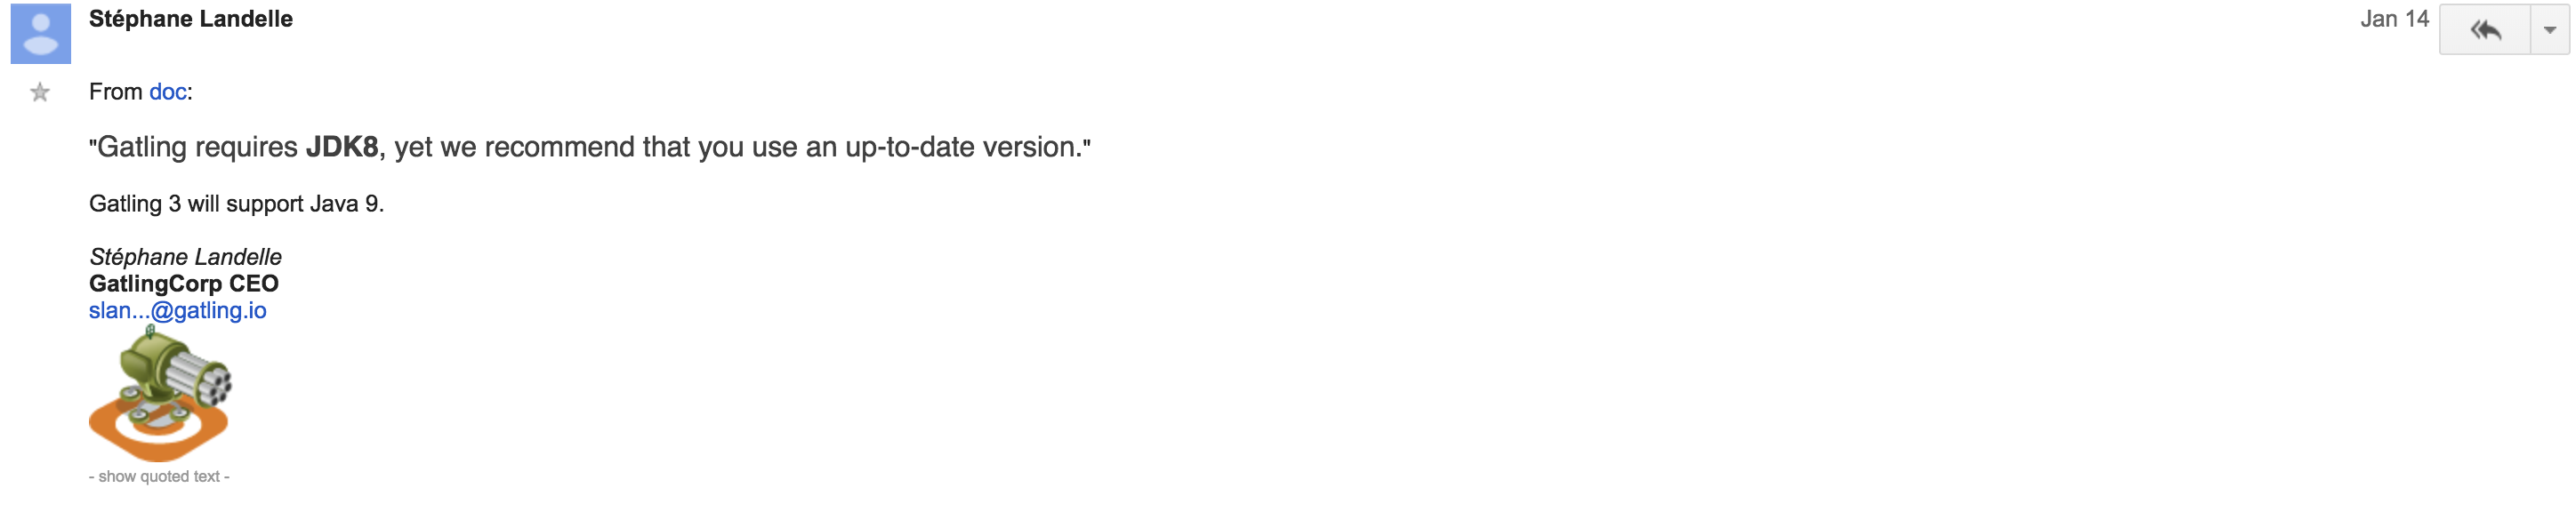 Stéphane Landelle
Jan 14
From doc:
"Gatling requires JDK8, yet we recommend that you use an up-to-date version."
Gatling 3 will support Java 9.
Stéphane Landelle
GatlingCorp CEO
slan...@gatling.io
- show quoted text -